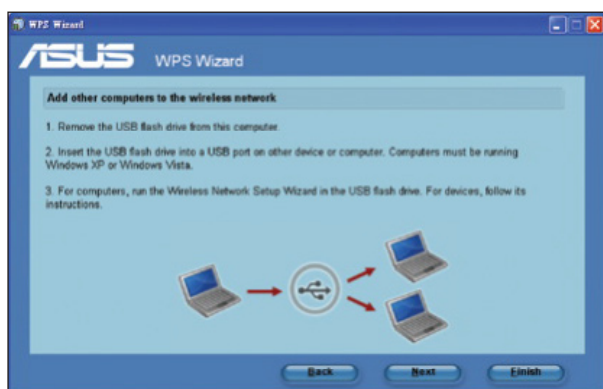 WPS Wizard
ASUS WPS Wizard
Add other computers to the wireless network
1. Remove the USB flash drive from this computer.
2. Insert the USB flash drive into a USB port on other device or computer. Computers must be running
Windows XP or Windows Vista.
3. For computers, run the Wireless Network Setup Wizard in the USB flash drive. For devices, follow its
instructions.
Back Next Finish